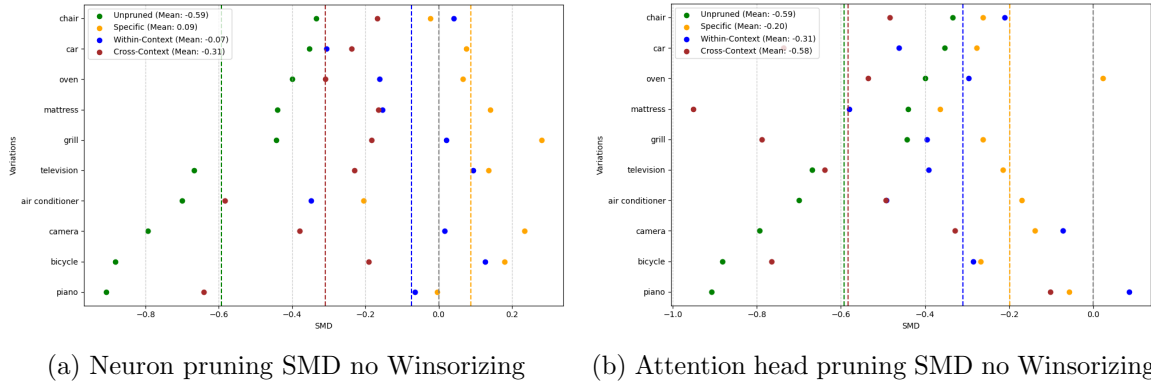 Unpruned (Mean: -0.59)
Specific (Mean: 0.09)
Within-Context (Mean: -0.07)
Cross-Context (Mean: -0.31)
chair
car
oven
mattress
grill
television
air conditioner
camera
bicycle
piano
Variations
−0.8 −0.6 −0.4 −0.2 0.0 0.2
SMD
(a) Neuron pruning SMD no Winsorizing
Unpruned (Mean: -0.59)
Specific (Mean: -0.20)
Within-Context (Mean: -0.31)
Cross-Context (Mean: -0.58)
chair
car
oven
mattress
grill
television
air conditioner
camera
bicycle
piano
Variations
−1.0 −0.8 −0.6 −0.4 −0.2 0.0
SMD
(b) Attention head pruning SMD no Winsorizing